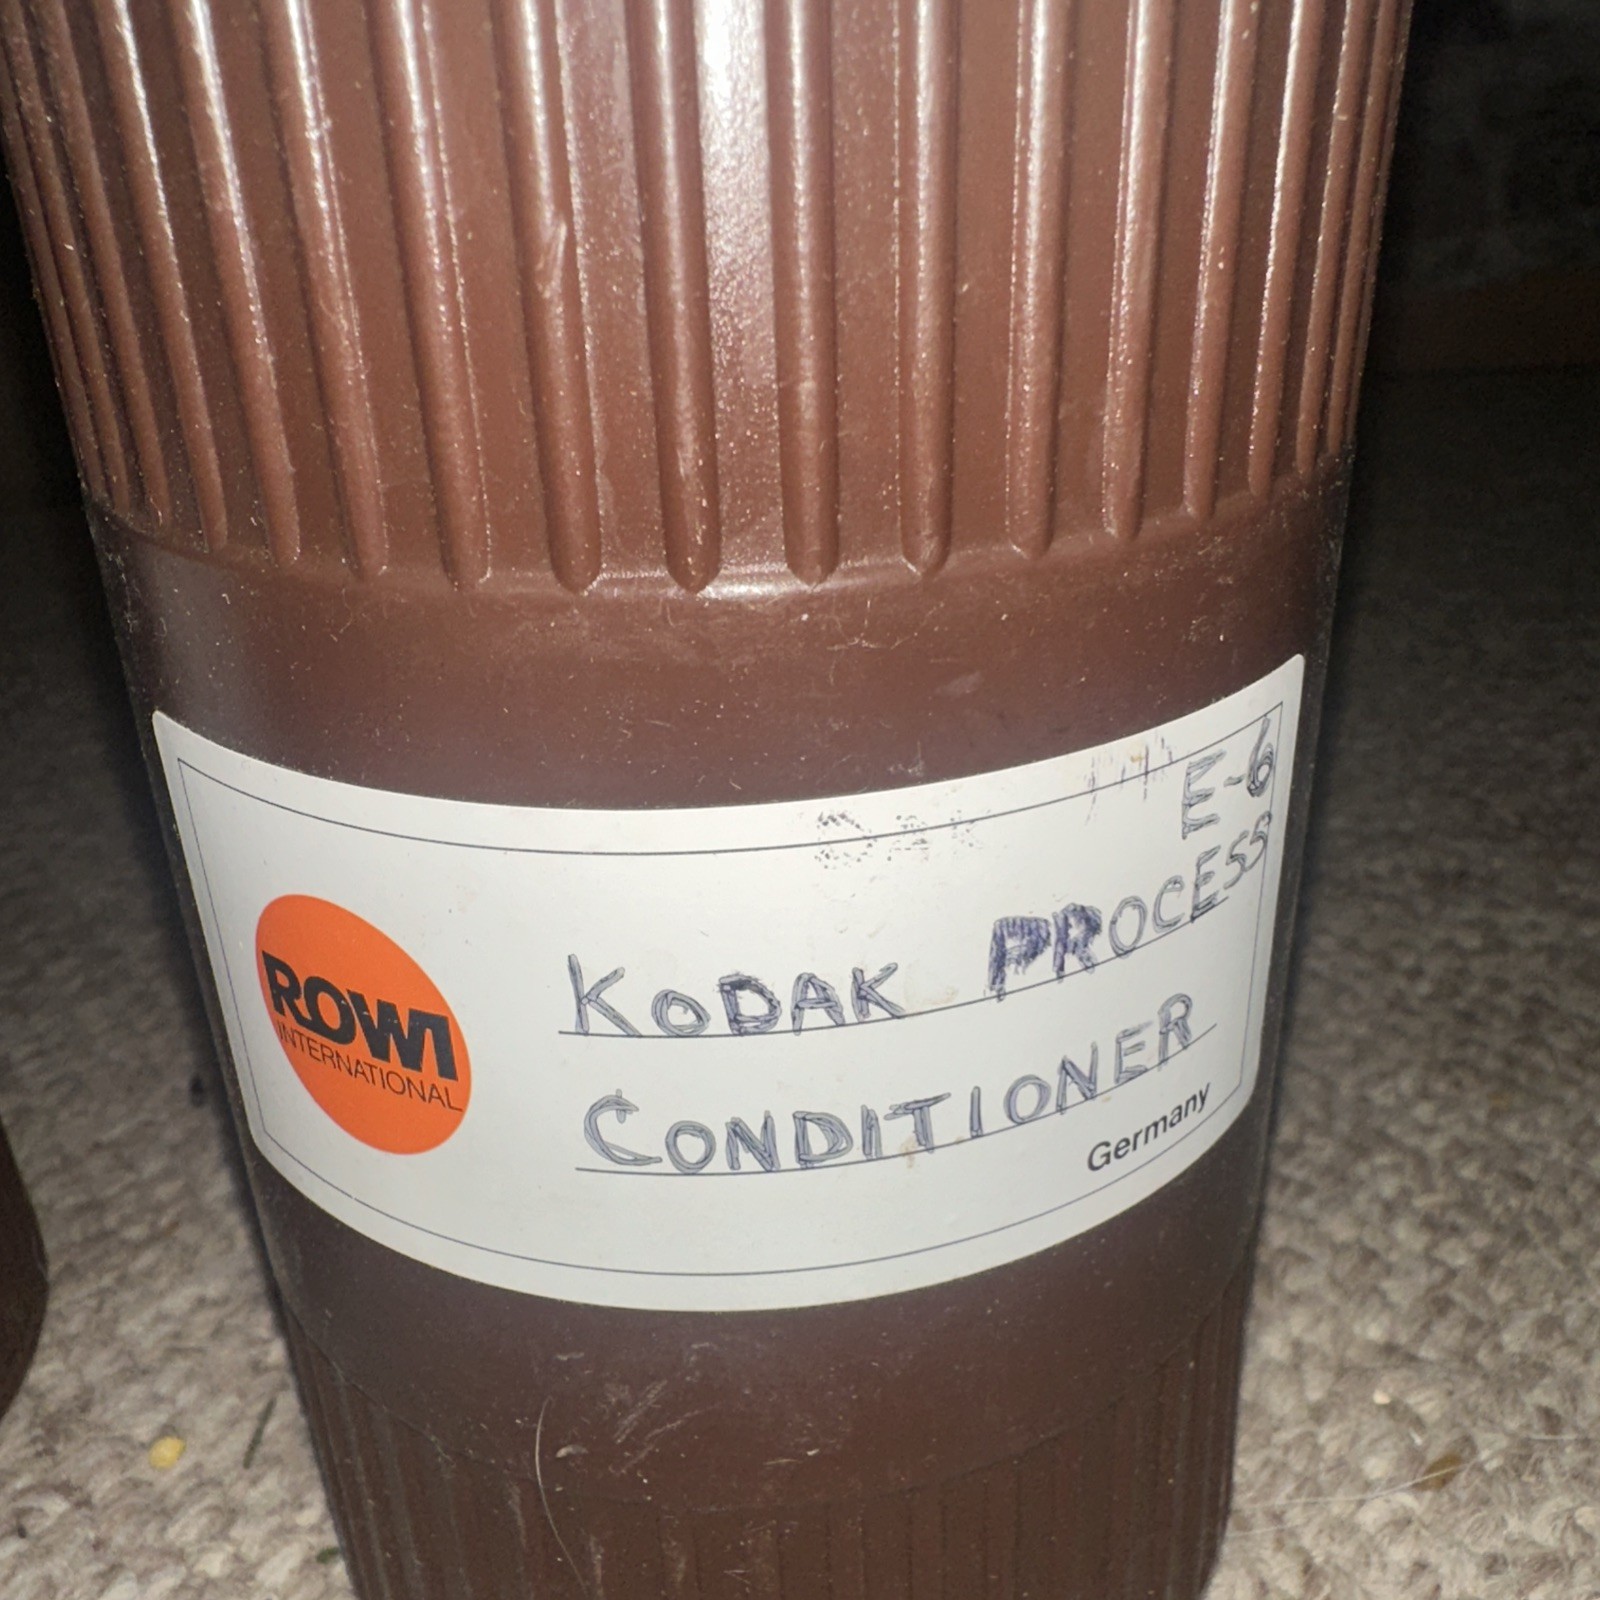 E-6
KODAK PROCESS
CONDITIONER
ROWI
INTERNATIONAL
Germany